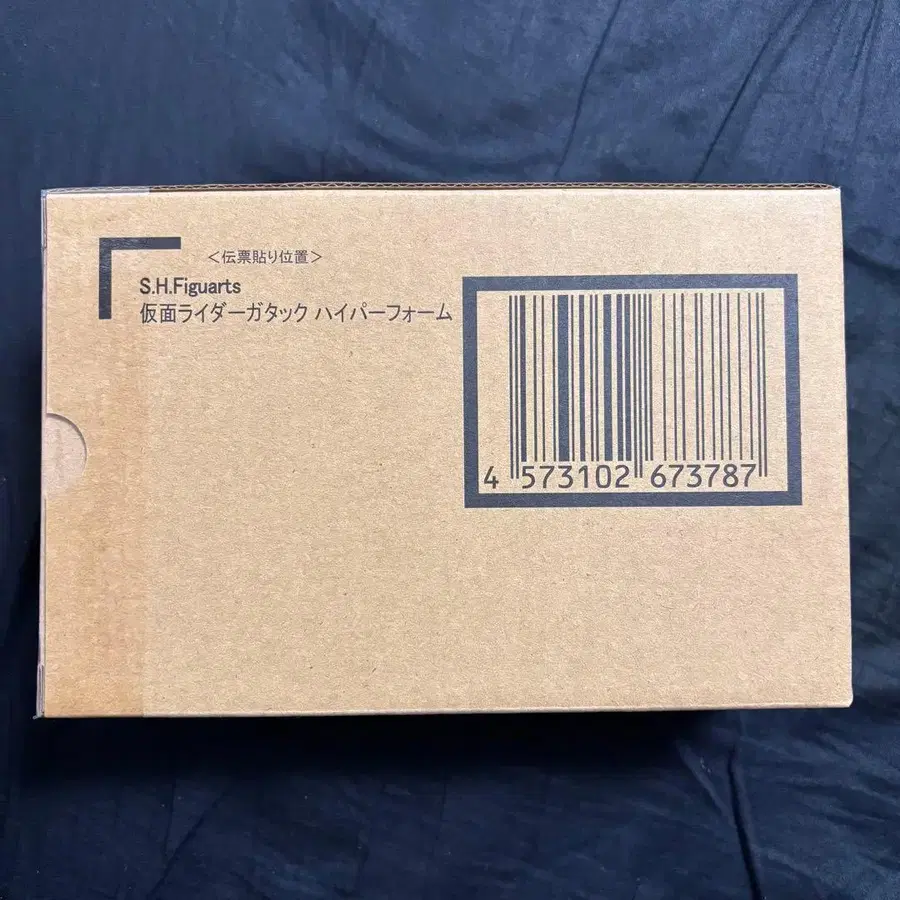 ＜伝票貼り位置＞
S.H.Figuarts
仮面ライダーガタック ハイパーフォーム
4 573102 673787